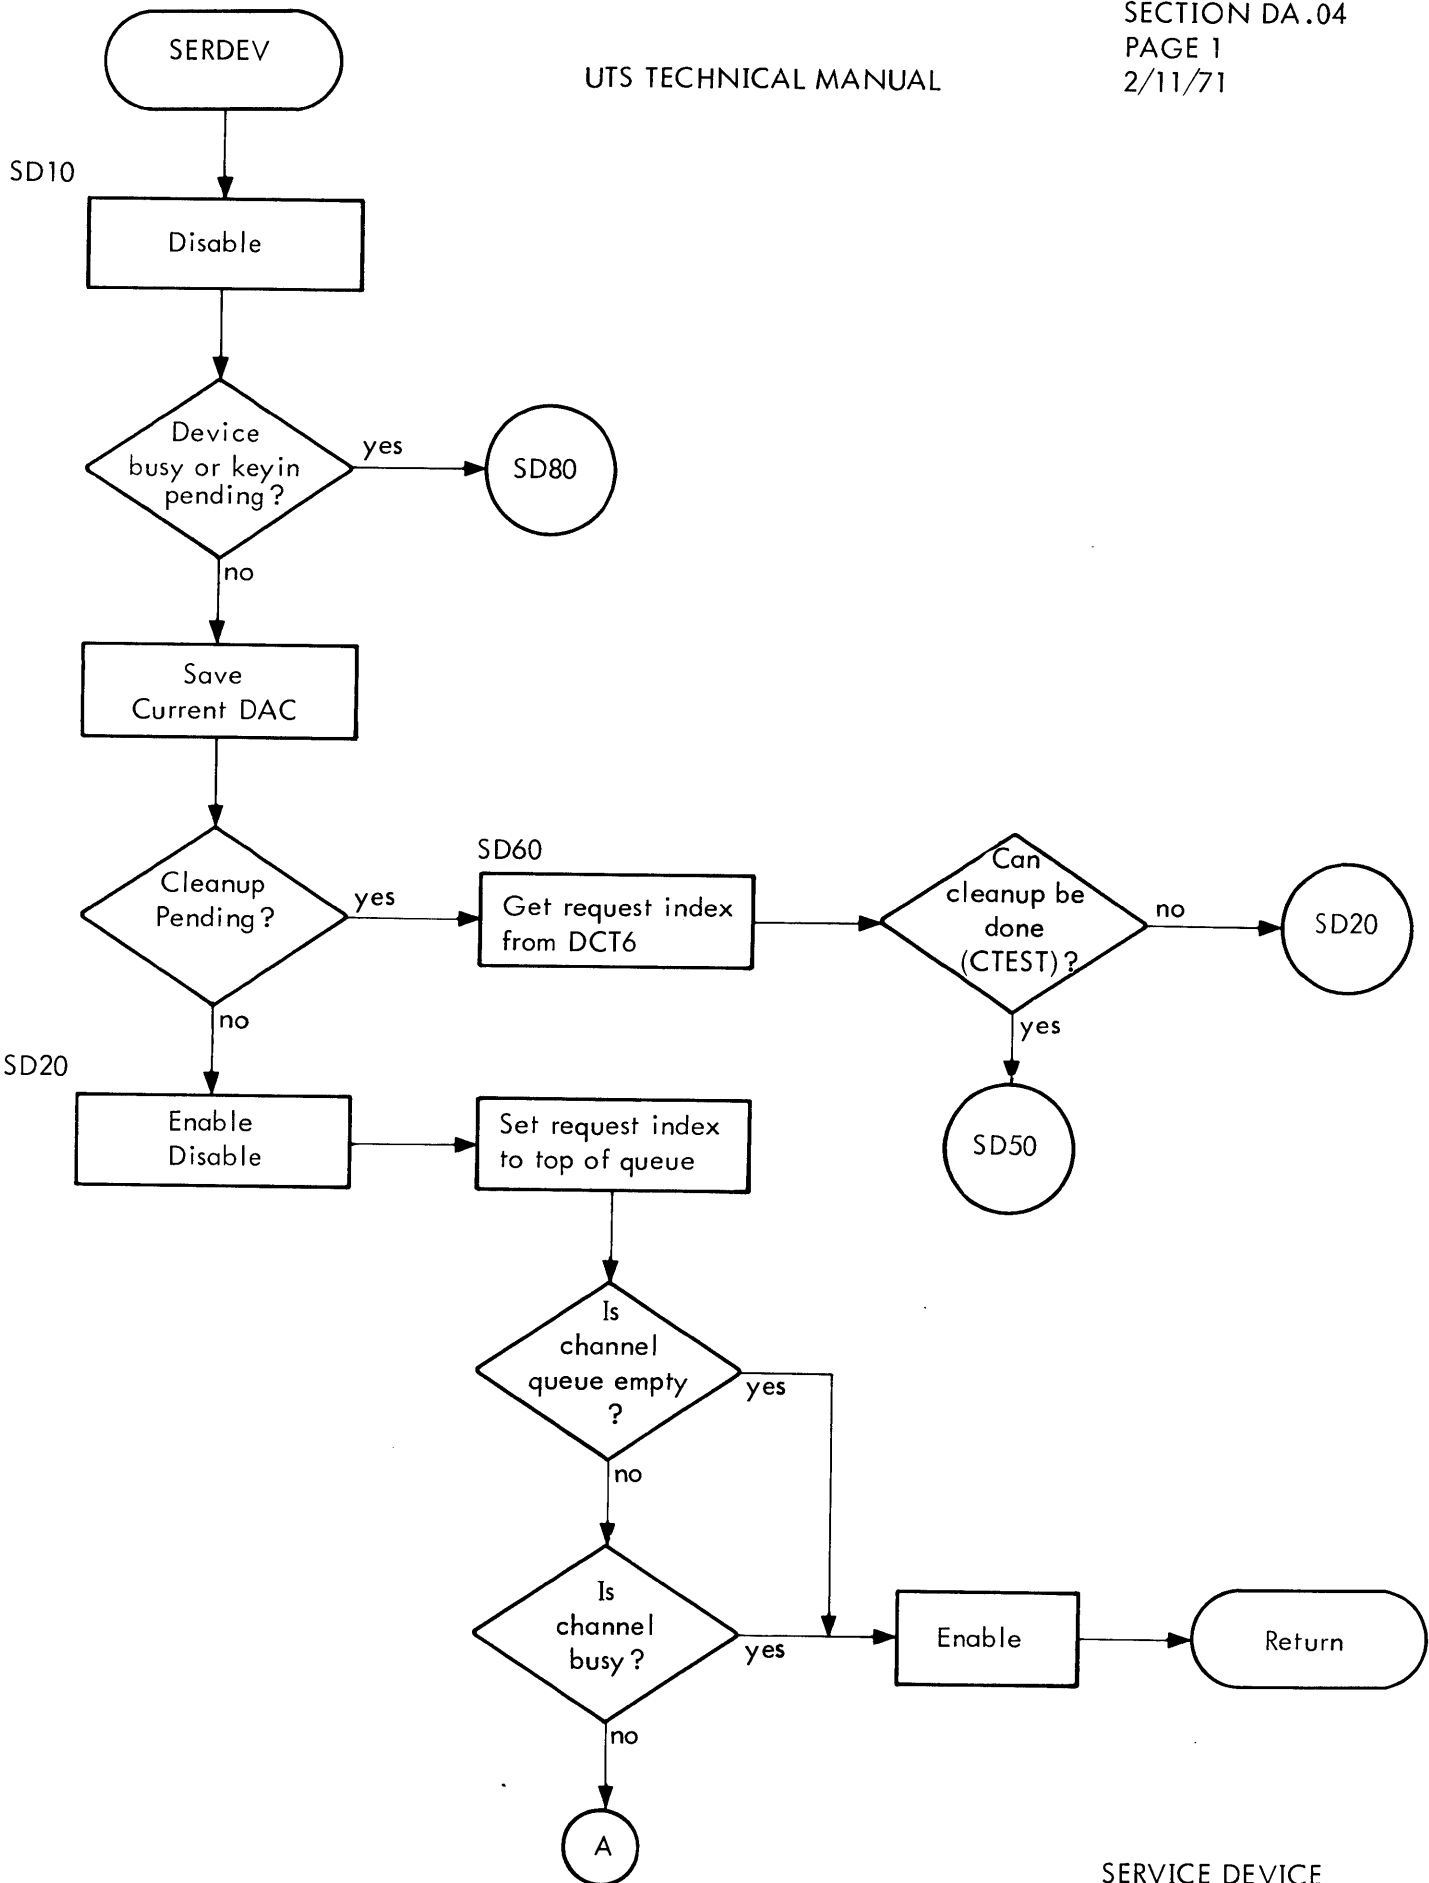 SECTION DA.04
PAGE 1
2/11/71
UTS TECHNICAL MANUAL
SERDEV
SD10
Disable
Device
busy or keyin
pending?
yes
SD80
no
Save
Current DAC
Cleanup
Pending?
yes
SD60
Get request index
from DCT6
Can
cleanup be
done
(CTEST)?
no
SD20
yes
SD50
no
SD20
Enable
Disable
Set request index
to top of queue
Is
channel
queue empty
?
yes
no
Is
channel
busy?
yes
Enable
Return
no
A
SERVICE DEVICE